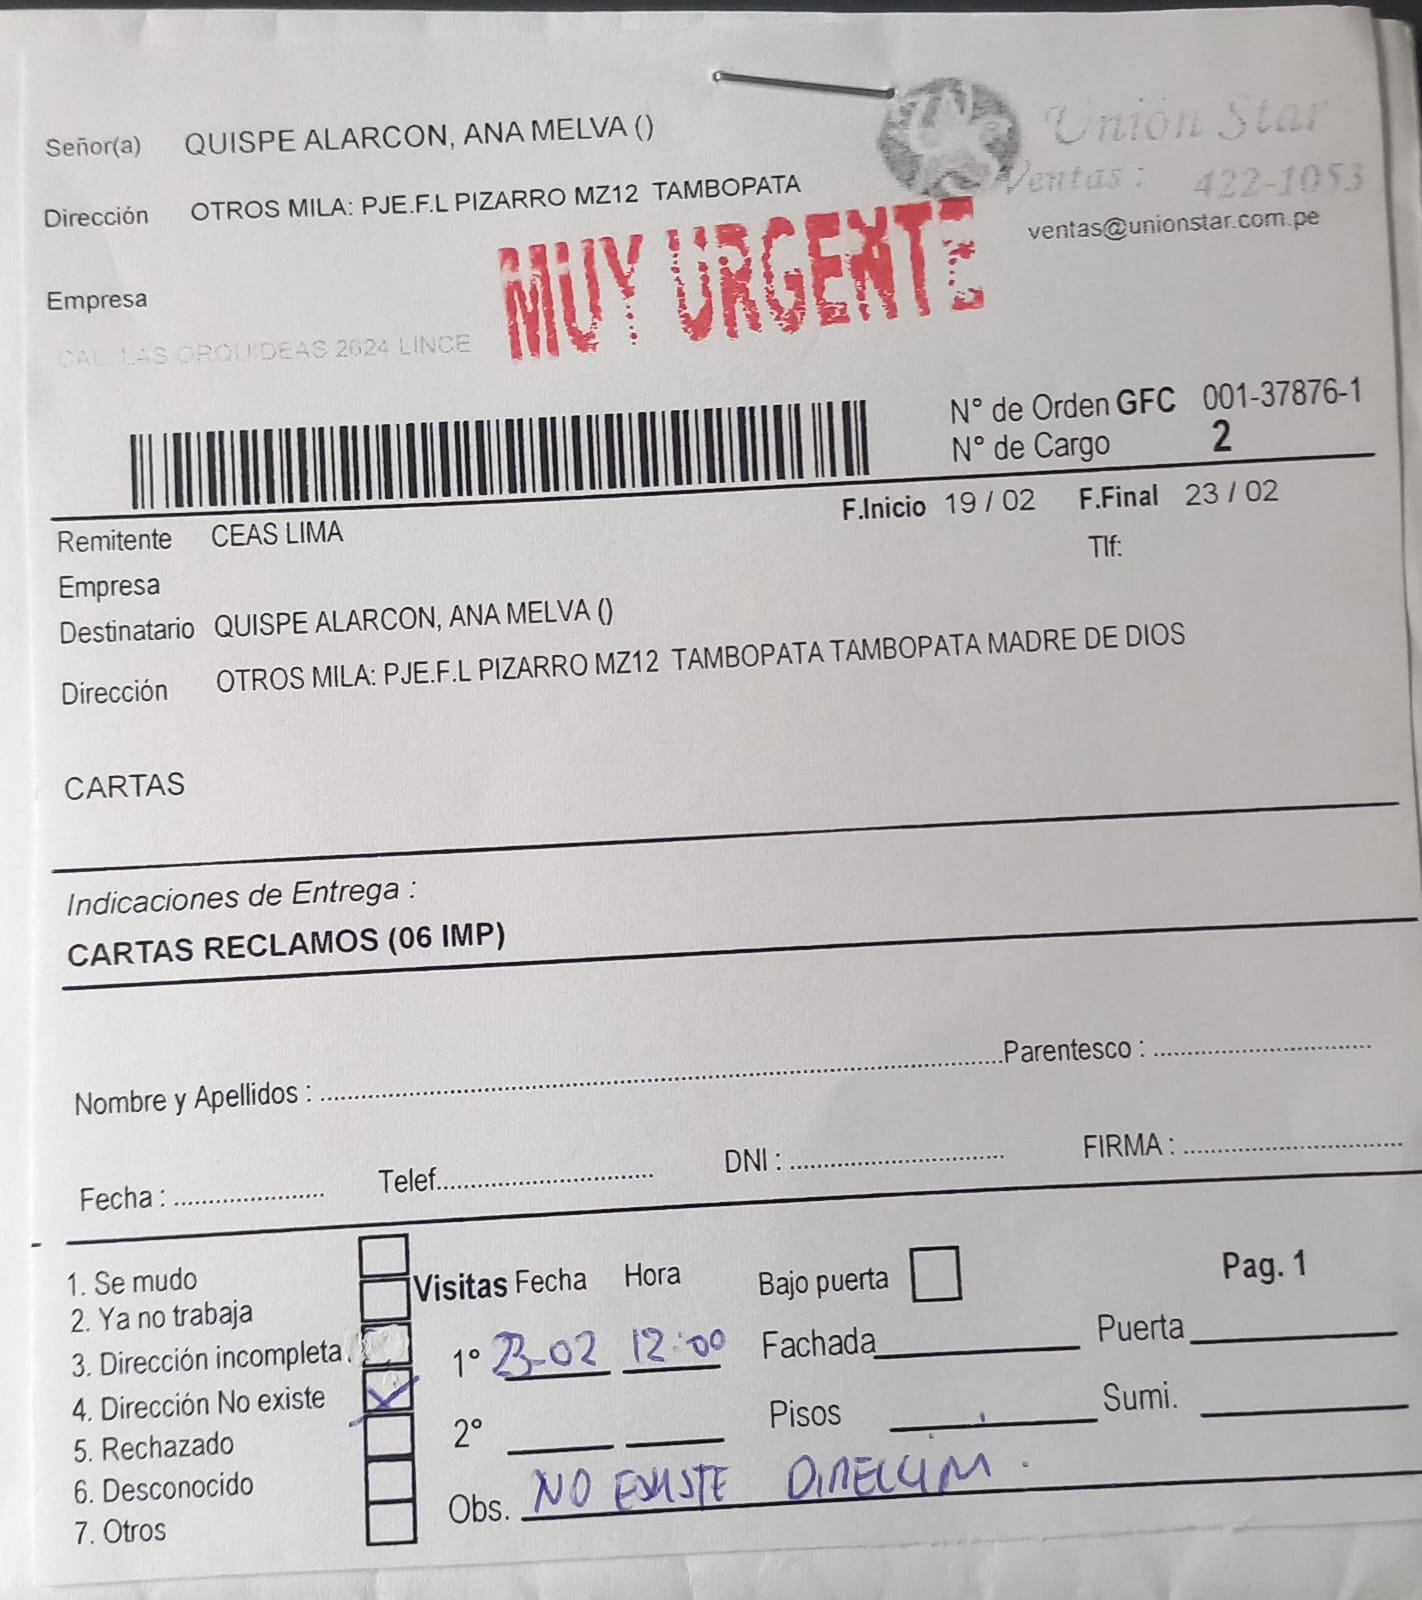 Unión Star
Señor(a) QUISPE ALARCON, ANA MELVA ()
Ventas : 422-1053
Dirección OTROS MILA: PJE.F.L PIZARRO MZ12 TAMBOPATA
ventas@unionstar.com.pe
MUY URGENTE
Empresa
CAL. LAS ORQUIDEAS 2624 LINCE
N° de Orden GFC 001-37876-1
N° de Cargo 2
F.Inicio 19 / 02 F.Final 23 / 02
Remitente CEAS LIMA
Tlf:
Empresa
Destinatario QUISPE ALARCON, ANA MELVA ()
Dirección OTROS MILA: PJE.F.L PIZARRO MZ12 TAMBOPATA TAMBOPATA MADRE DE DIOS
CARTAS
Indicaciones de Entrega :
CARTAS RECLAMOS (06 IMP)
Nombre y Apellidos : Parentesco :
Fecha : Telef. DNI : FIRMA :
1. Se mudo Visitas Fecha Hora Bajo puerta Pag. 1
2. Ya no trabaja
3. Dirección incompleta. 1° 23-02 12:00 Fachada Puerta
4. Dirección No existe
5. Rechazado 2° Pisos Sumi.
6. Desconocido
Obs. NO EXISTE DIRECCION.
7. Otros